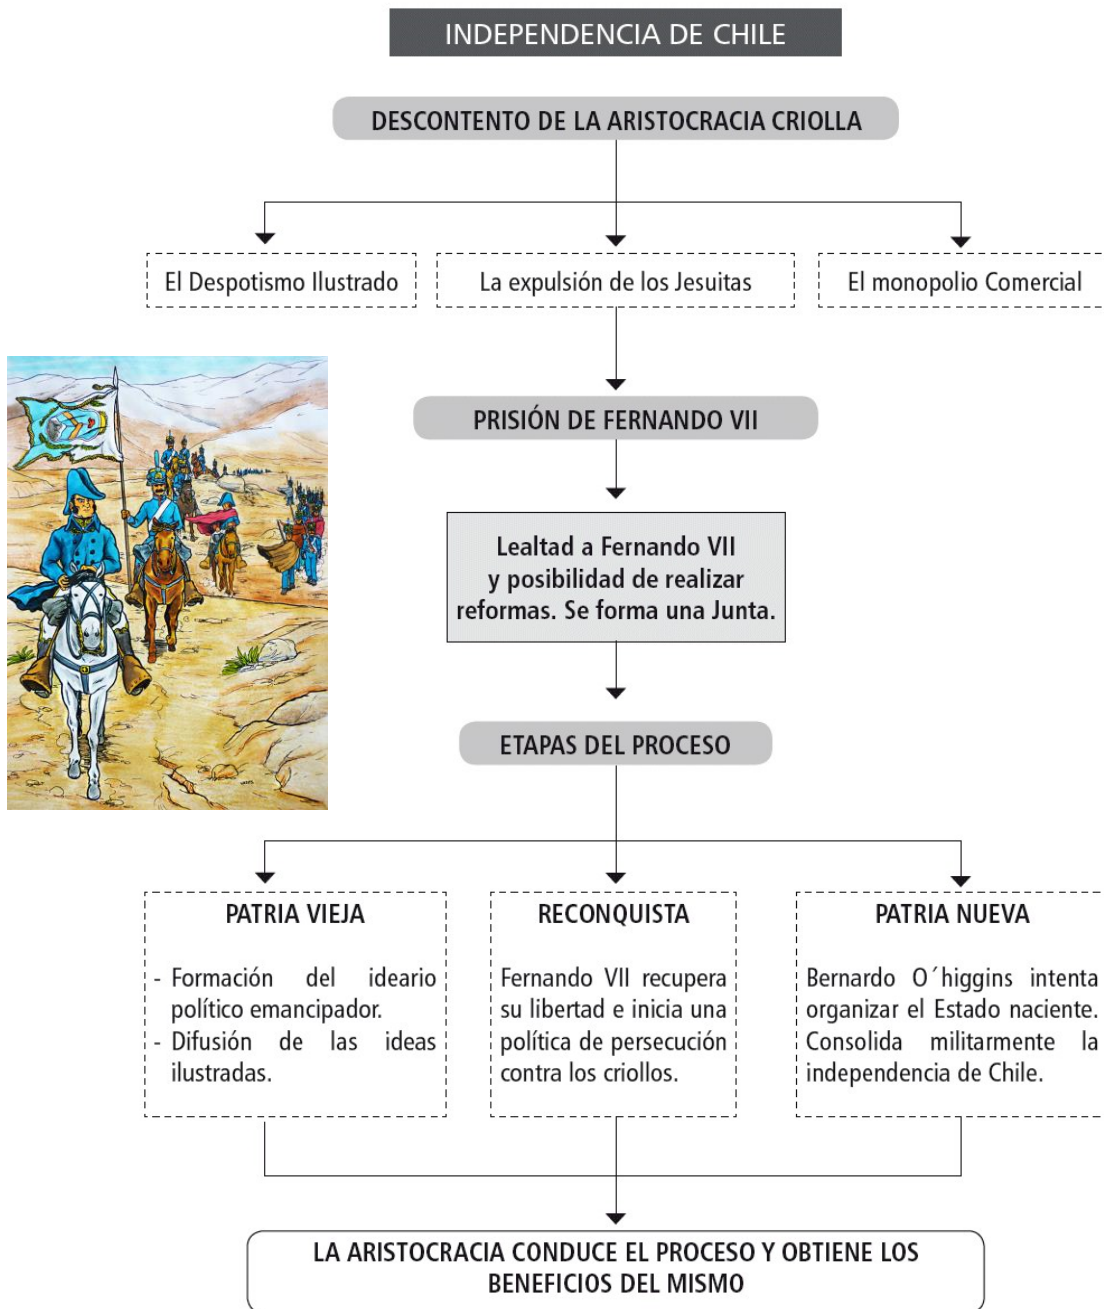 INDEPENDENCIA DE CHILE
DESCONTENTO DE LA ARISTOCRACIA CRIOLLA
El Despotismo Ilustrado
La expulsión de los Jesuitas
El monopolio Comercial
PRISIÓN DE FERNANDO VII
Lealtad a Fernando VII
y posibilidad de realizar
reformas. Se forma una Junta.
ETAPAS DEL PROCESO
PATRIA VIEJA
- Formación del ideario
político emancipador.
- Difusión de las ideas
ilustradas.
RECONQUISTA
Fernando VII recupera
su libertad e inicia una
política de persecución
contra los criollos.
PATRIA NUEVA
Bernardo O´higgins intenta
organizar el Estado naciente.
Consolida militarmente la
independencia de Chile.
LA ARISTOCRACIA CONDUCE EL PROCESO Y OBTIENE LOS
BENEFICIOS DEL MISMO